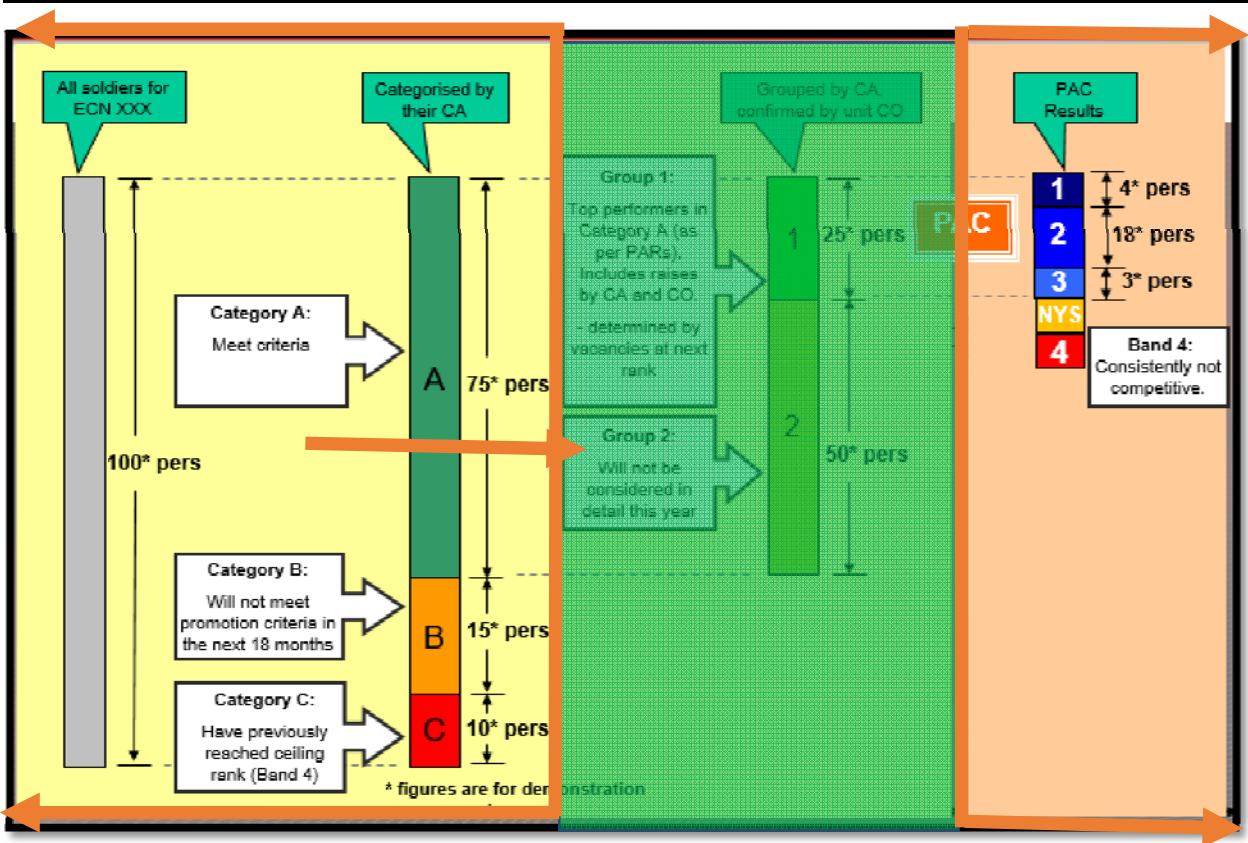 All soldiers for
ECN XXX
Categorised by
their CA
Grouped by CA,
confirmed by unit CO
PAC
Results
100* pers
Category A:
Meet criteria
A
75* pers
Category B:
Will not meet
promotion criteria in
the next 18 months
B
15* pers
Category C:
Have previously
reached ceiling
rank (Band 4)
C
10* pers
* figures are for demonstration
Group 1:
Top performers in
Category A (as
per PARs).
Includes raises
by CA and CO.
- determined by
vacancies at next
rank
1
25* pers
Group 2:
Will not be
considered in
detail this year
2
50* pers
PAC
1
4* pers
2
18* pers
3
3* pers
NYS
4
Band 4:
Consistently not
competitive.